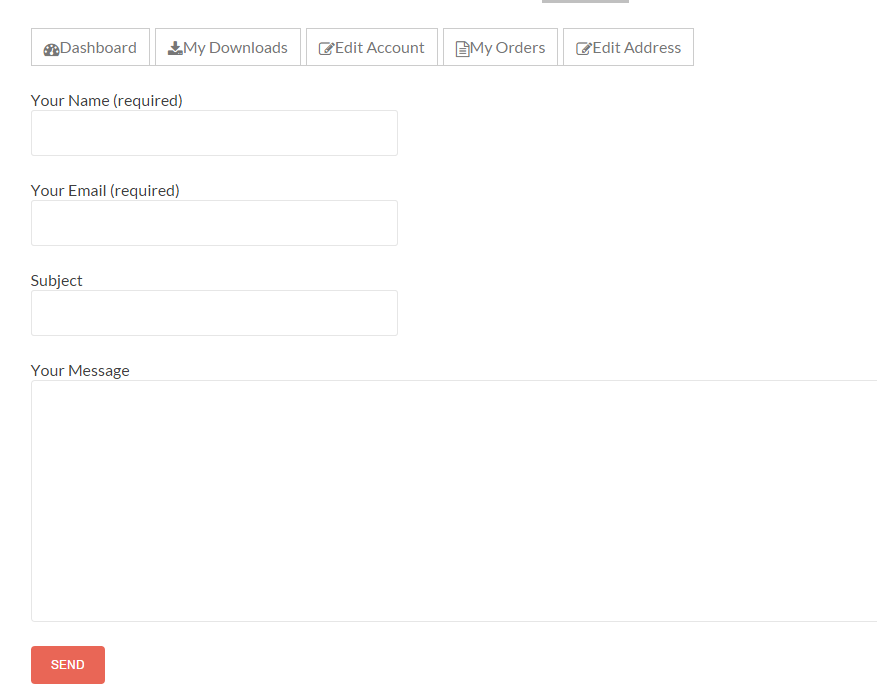 Dashboard My Downloads Edit Account My Orders Edit Address
Your Name (required)
Your Email (required)
Subject
Your Message
SEND